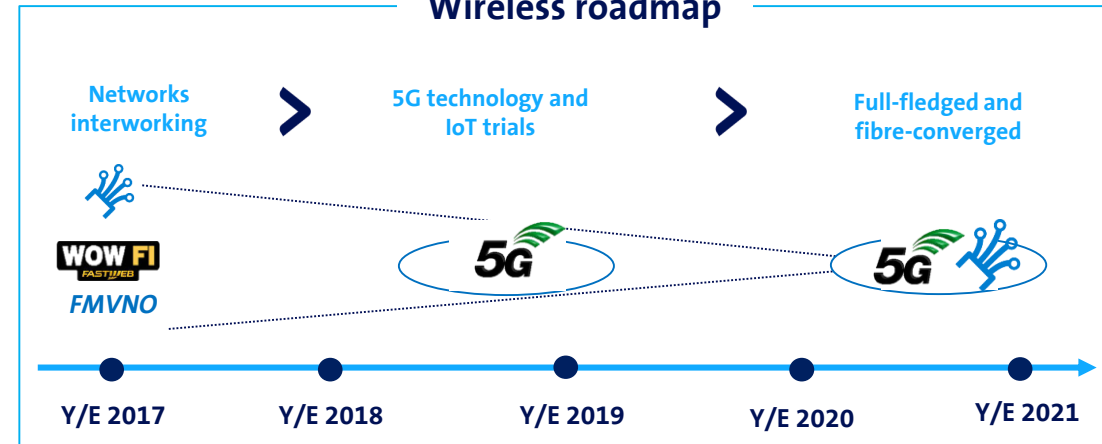 Wireless roadmap
Networks
interworking
>
5G technology and
IoT trials
>
Full-fledged and
fibre-converged
WOW FI
FASTWEB
FMVNO
5G
5G
Y/E 2017
Y/E 2018
Y/E 2019
Y/E 2020
Y/E 2021